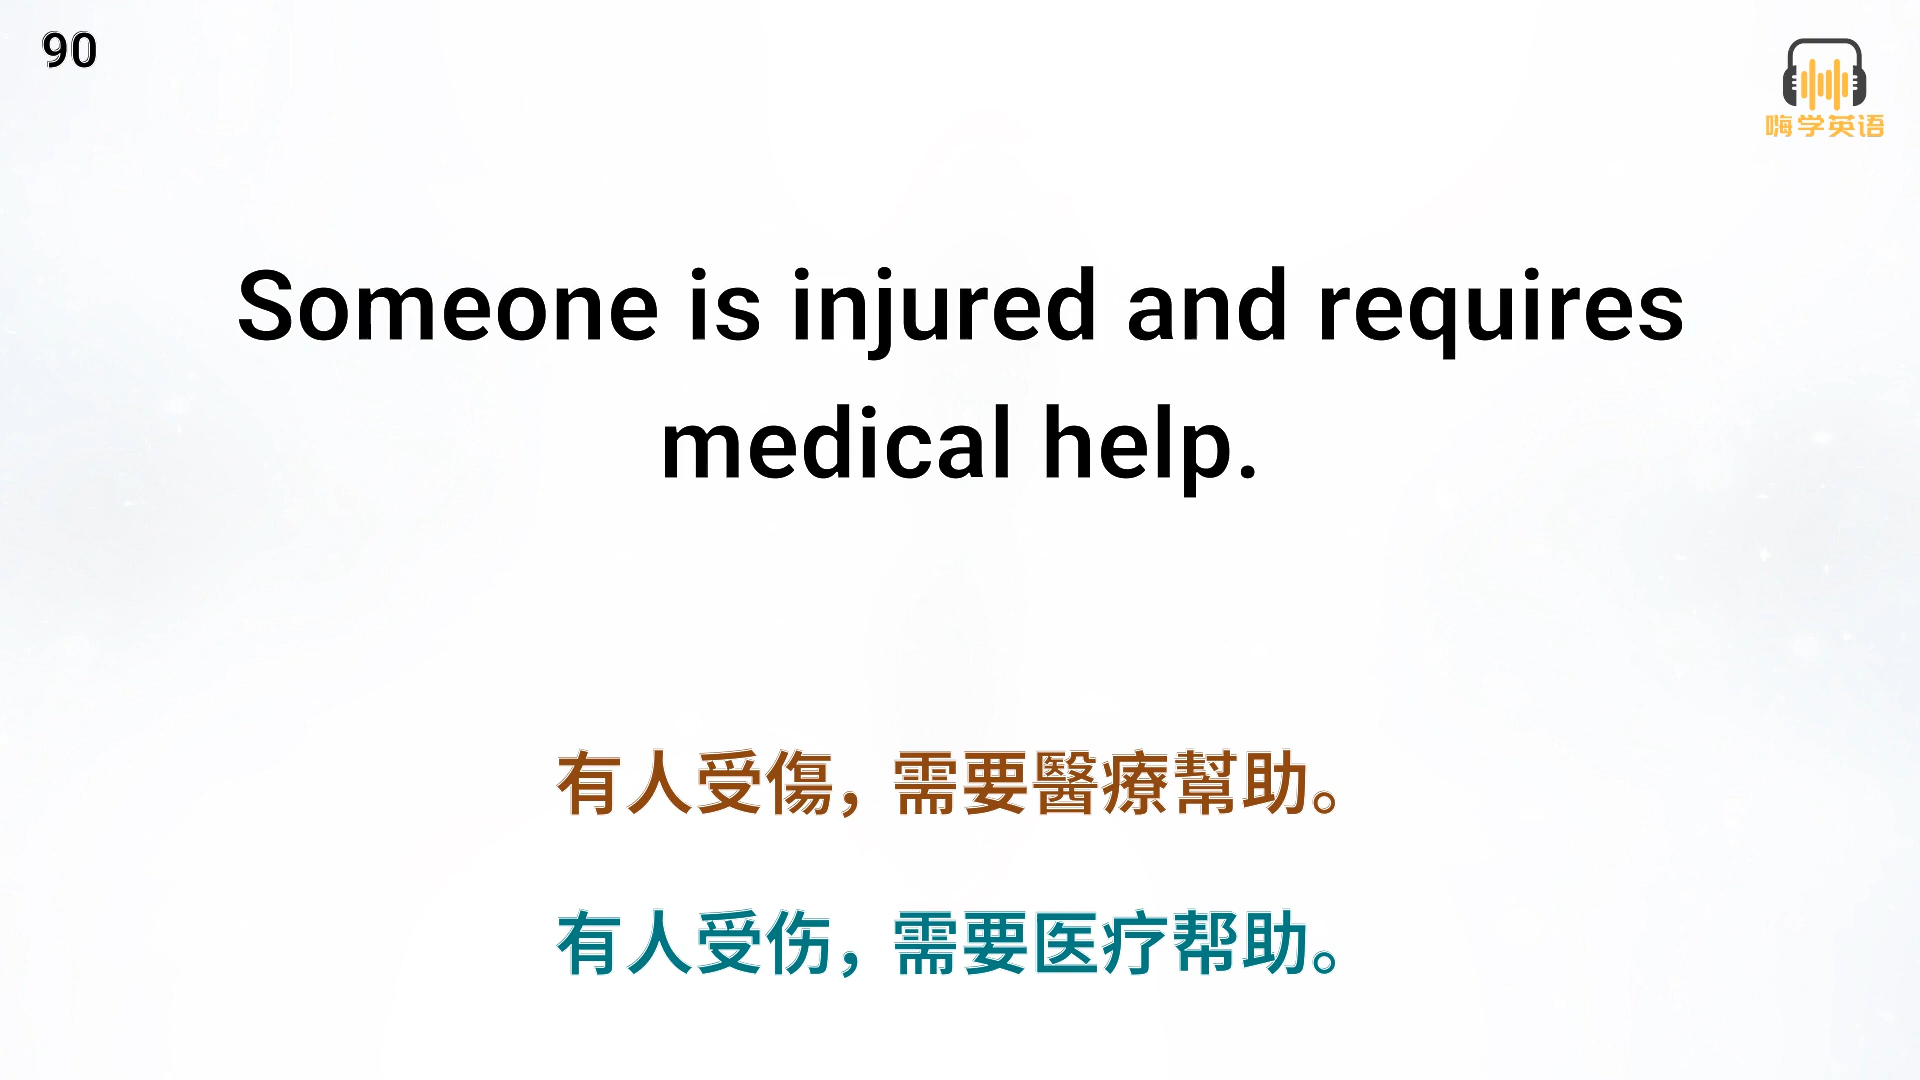 90
嗨学英语
Someone is injured and requires
medical help.
有人受傷，需要醫療幫助。
有人受伤，需要医疗帮助。